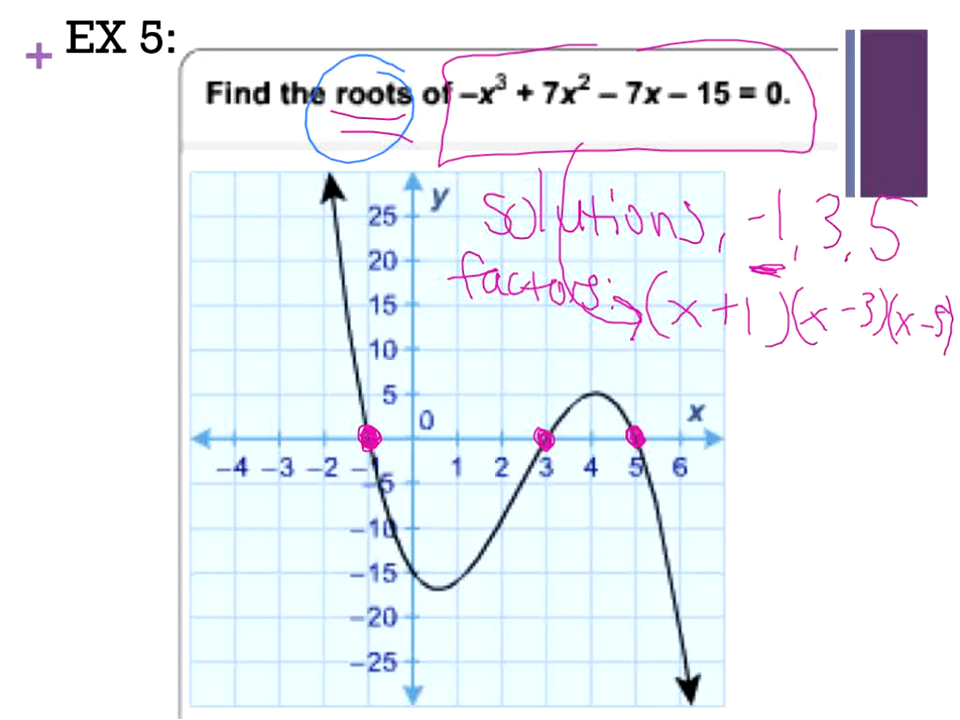 + EX 5:
Find the roots of –x³ + 7x² – 7x – 15 = 0.
y
solutions, -1, 3, 5
factors: (x+1)(x-3)(x-5)
25
20
15
10
5
0
x
–4 –3 –2 –1 1 2 3 4 5 6
–5
–10
–15
–20
–25